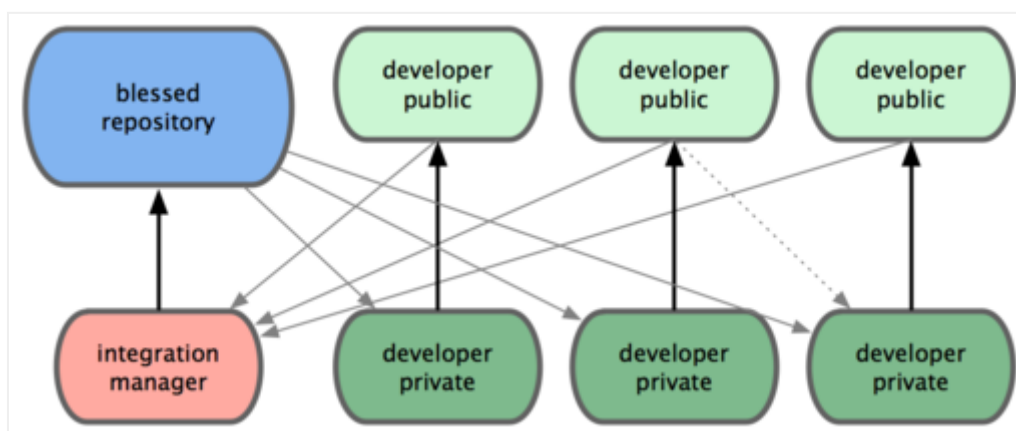 blessed
repository
developer
public
developer
public
developer
public
integration
manager
developer
private
developer
private
developer
private